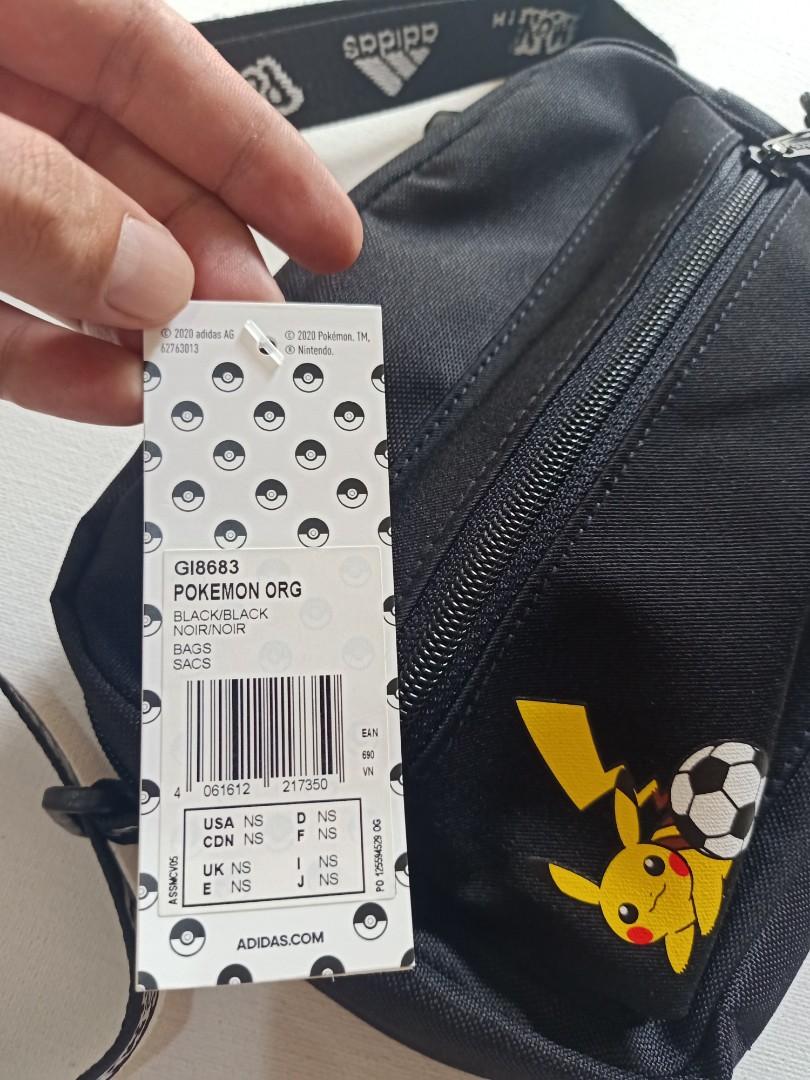 adidas
© 2020 adidas AG
62763013
© 2020 Pokémon. TM,
® Nintendo.
GI8683
POKEMON ORG
BLACK/BLACK
NOIR/NOIR
BAGS
SACS
EAN
690
VN
4 061612 217350
USA NS D NS
CDN NS F NS
UK NS I NS
E NS J NS
ASSMCV05
PO 125594529 OG
ADIDAS.COM